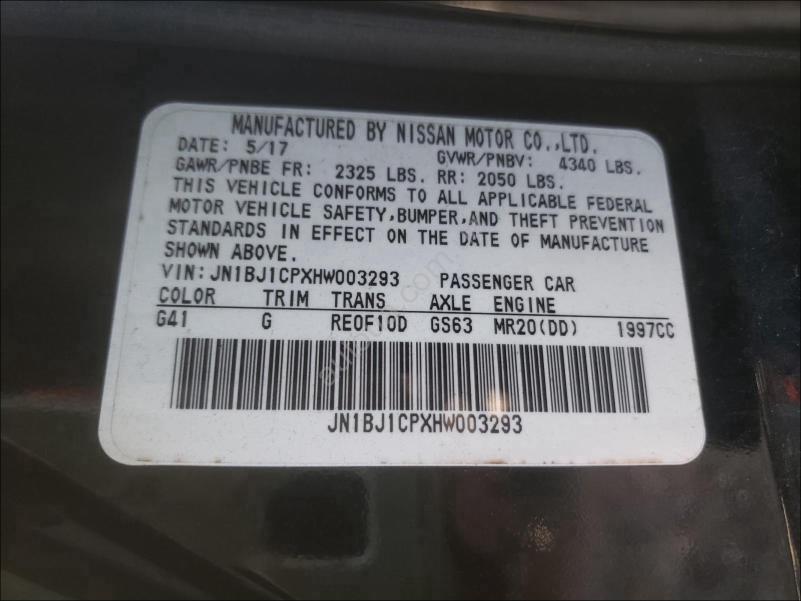 MANUFACTURED BY NISSAN MOTOR CO.,LTD.
DATE: 5/17 GVWR/PNBV: 4340 LBS.
GAWR/PNBE FR: 2325 LBS. RR: 2050 LBS.
THIS VEHICLE CONFORMS TO ALL APPLICABLE FEDERAL
MOTOR VEHICLE SAFETY,BUMPER,AND THEFT PREVENTION
STANDARDS IN EFFECT ON THE DATE OF MANUFACTURE
SHOWN ABOVE.
VIN:JN1BJ1CPXHW003293 PASSENGER CAR
COLOR TRIM TRANS AXLE ENGINE
G41 G RE0F10D GS63 MR20(DD) 1997CC
JN1BJ1CPXHW003293